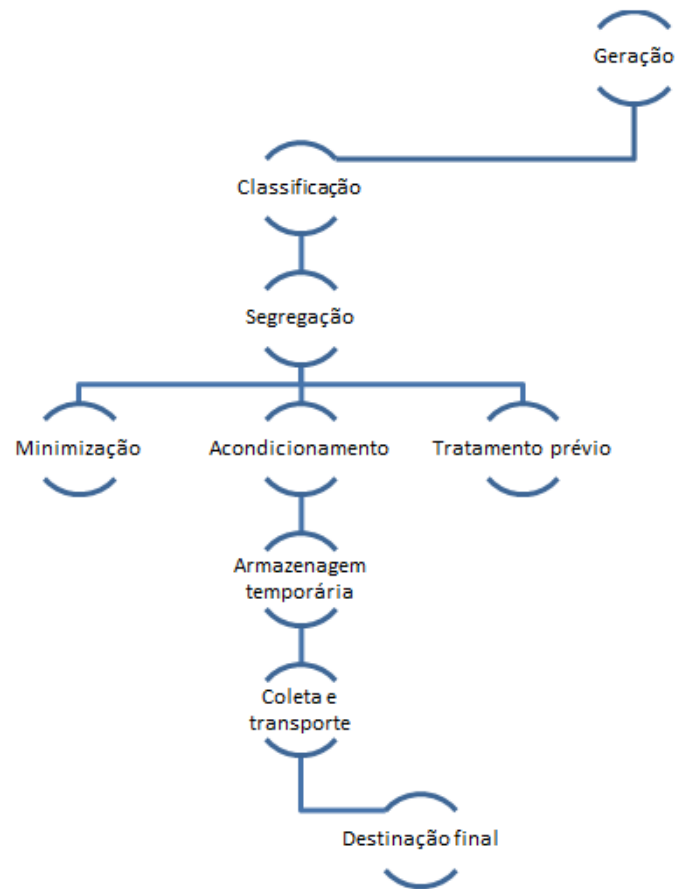 Geração
Classificação
Segregação
Minimização
Acondicionamento
Tratamento prévio
Armazenagem
temporária
Coleta e
transporte
Destinação final